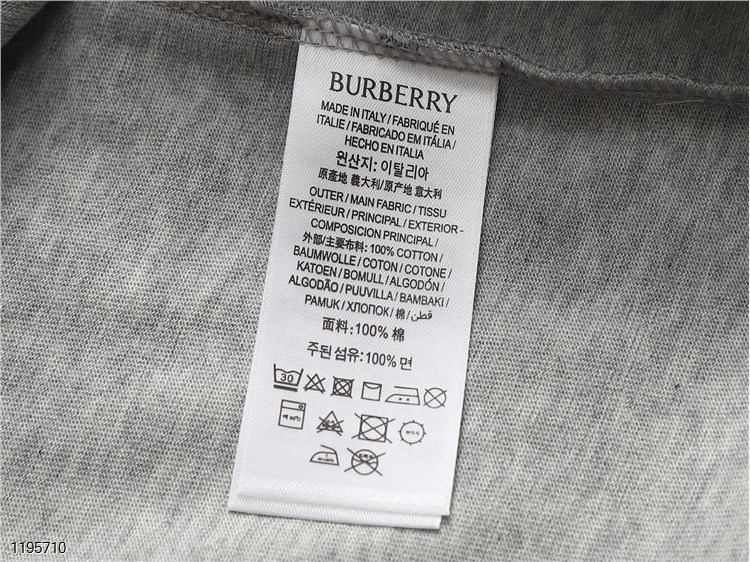 BURBERRY
MADE IN ITALY / FABRIQUÉ EN
ITALIE / FABRICADO EM ITÁLIA /
HECHO EN ITALIA
원산지: 이탈리아
原產地 義大利/原产地 意大利
OUTER / MAIN FABRIC / TISSU
EXTÉRIEUR / PRINCIPAL / EXTERIOR -
COMPOSICION PRINCIPAL /
外部/主要布料: 100% COTTON /
BAUMWOLLE / COTON / COTONE /
KATOEN / BOMULL / ALGODÓN /
ALGODÃO / PUUVILLA / BAMBAKI /
PAMUK / ХЛОПОК / 棉 / قطن
面料: 100% 棉
주된 섬유: 100% 면
30
1195710